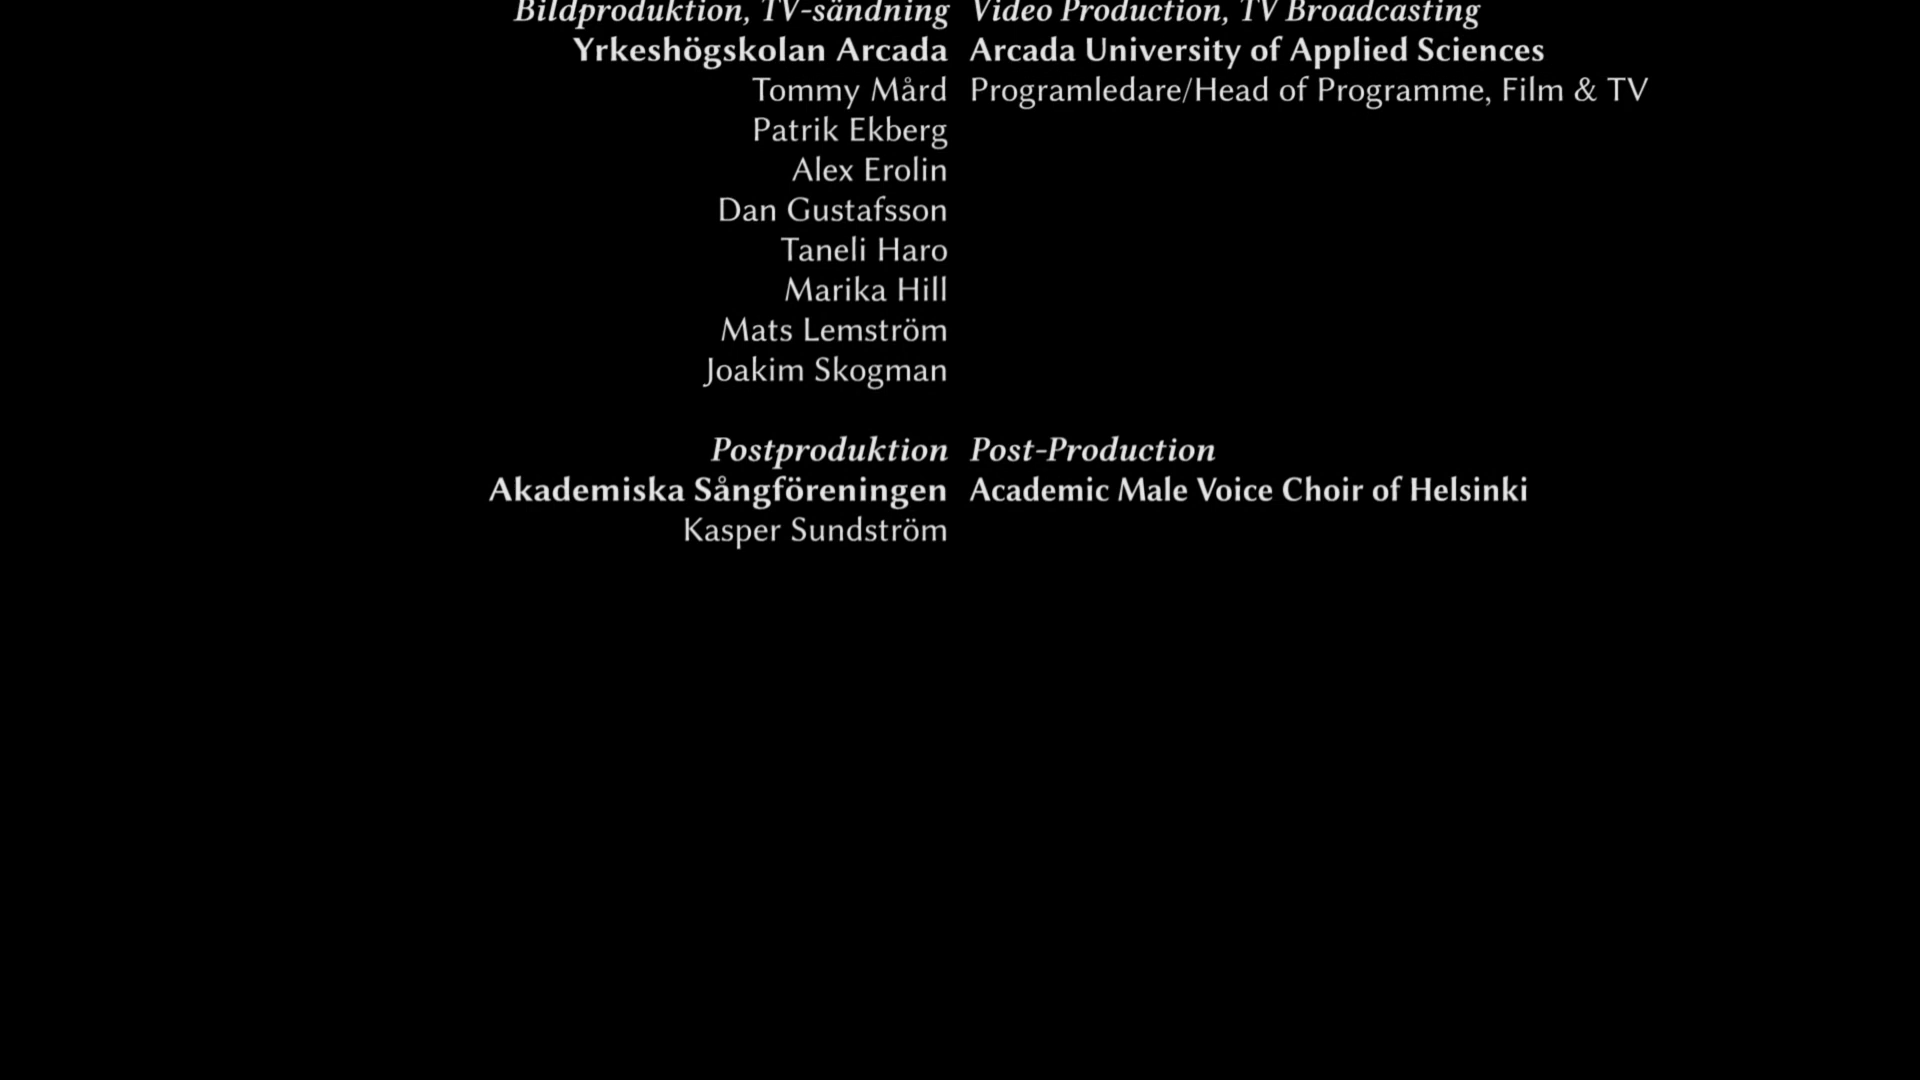 Bildproduktion, TV-sändning Video Production, TV Broadcasting
Yrkeshögskolan Arcada Arcada University of Applied Sciences
Tommy Mård Programledare/Head of Programme, Film & TV
Patrik Ekberg
Alex Erolin
Dan Gustafsson
Taneli Haro
Marika Hill
Mats Lemström
Joakim Skogman
Postproduktion Post-Production
Akademiska Sångföreningen Academic Male Voice Choir of Helsinki
Kasper Sundström